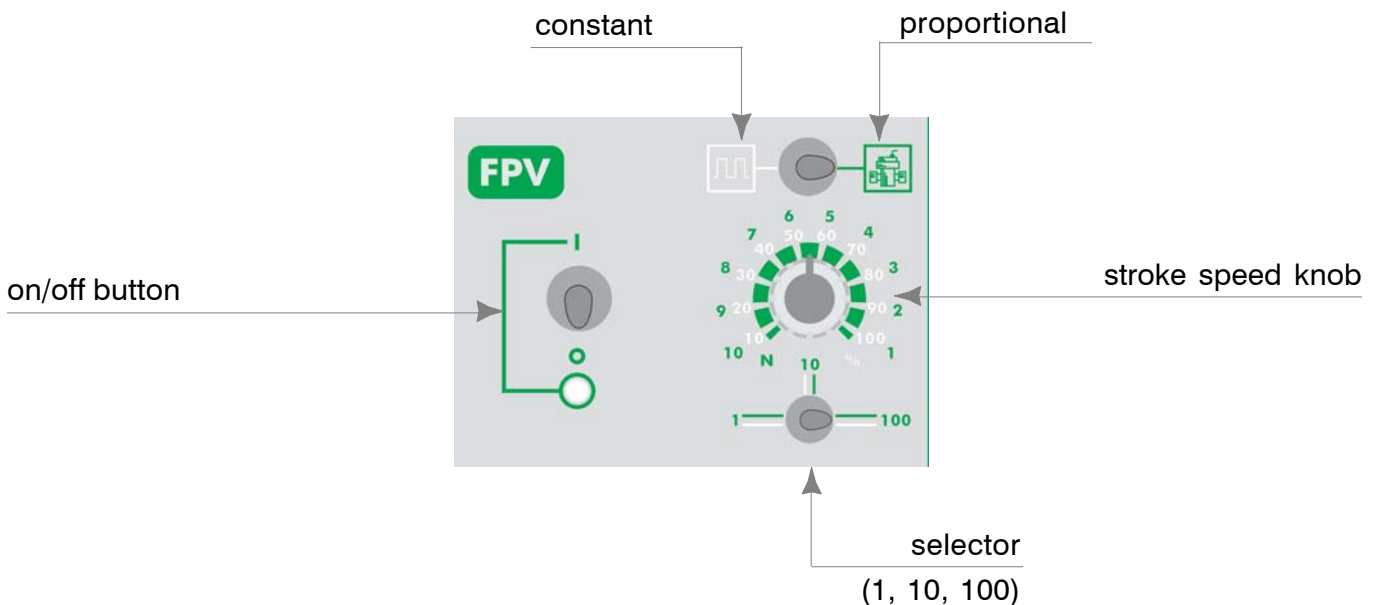 constant
proportional
FPV
I
6 5
7 50 60 4
40 70
8 30 80 3
9 20 90 2
10 100
10 N 10 % 1
1 100
on/off button
stroke speed knob
selector
(1, 10, 100)